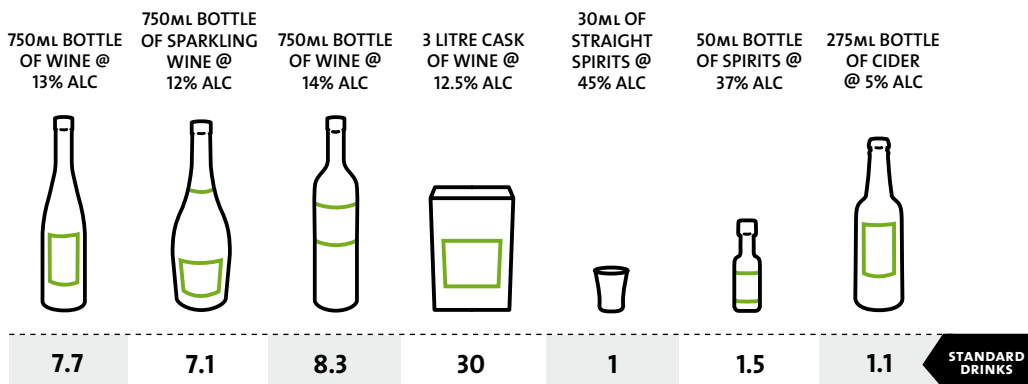 750ML BOTTLE
OF WINE @
13% ALC
750ML BOTTLE
OF SPARKLING
WINE @
12% ALC
750ML BOTTLE
OF WINE @
14% ALC
3 LITRE CASK
OF WINE @
12.5% ALC
30ML OF
STRAIGHT
SPIRITS @
45% ALC
50ML BOTTLE
OF SPIRITS @
37% ALC
275ML BOTTLE
OF CIDER
@ 5% ALC
7.7
7.1
8.3
30
1
1.5
1.1
STANDARD
DRINKS